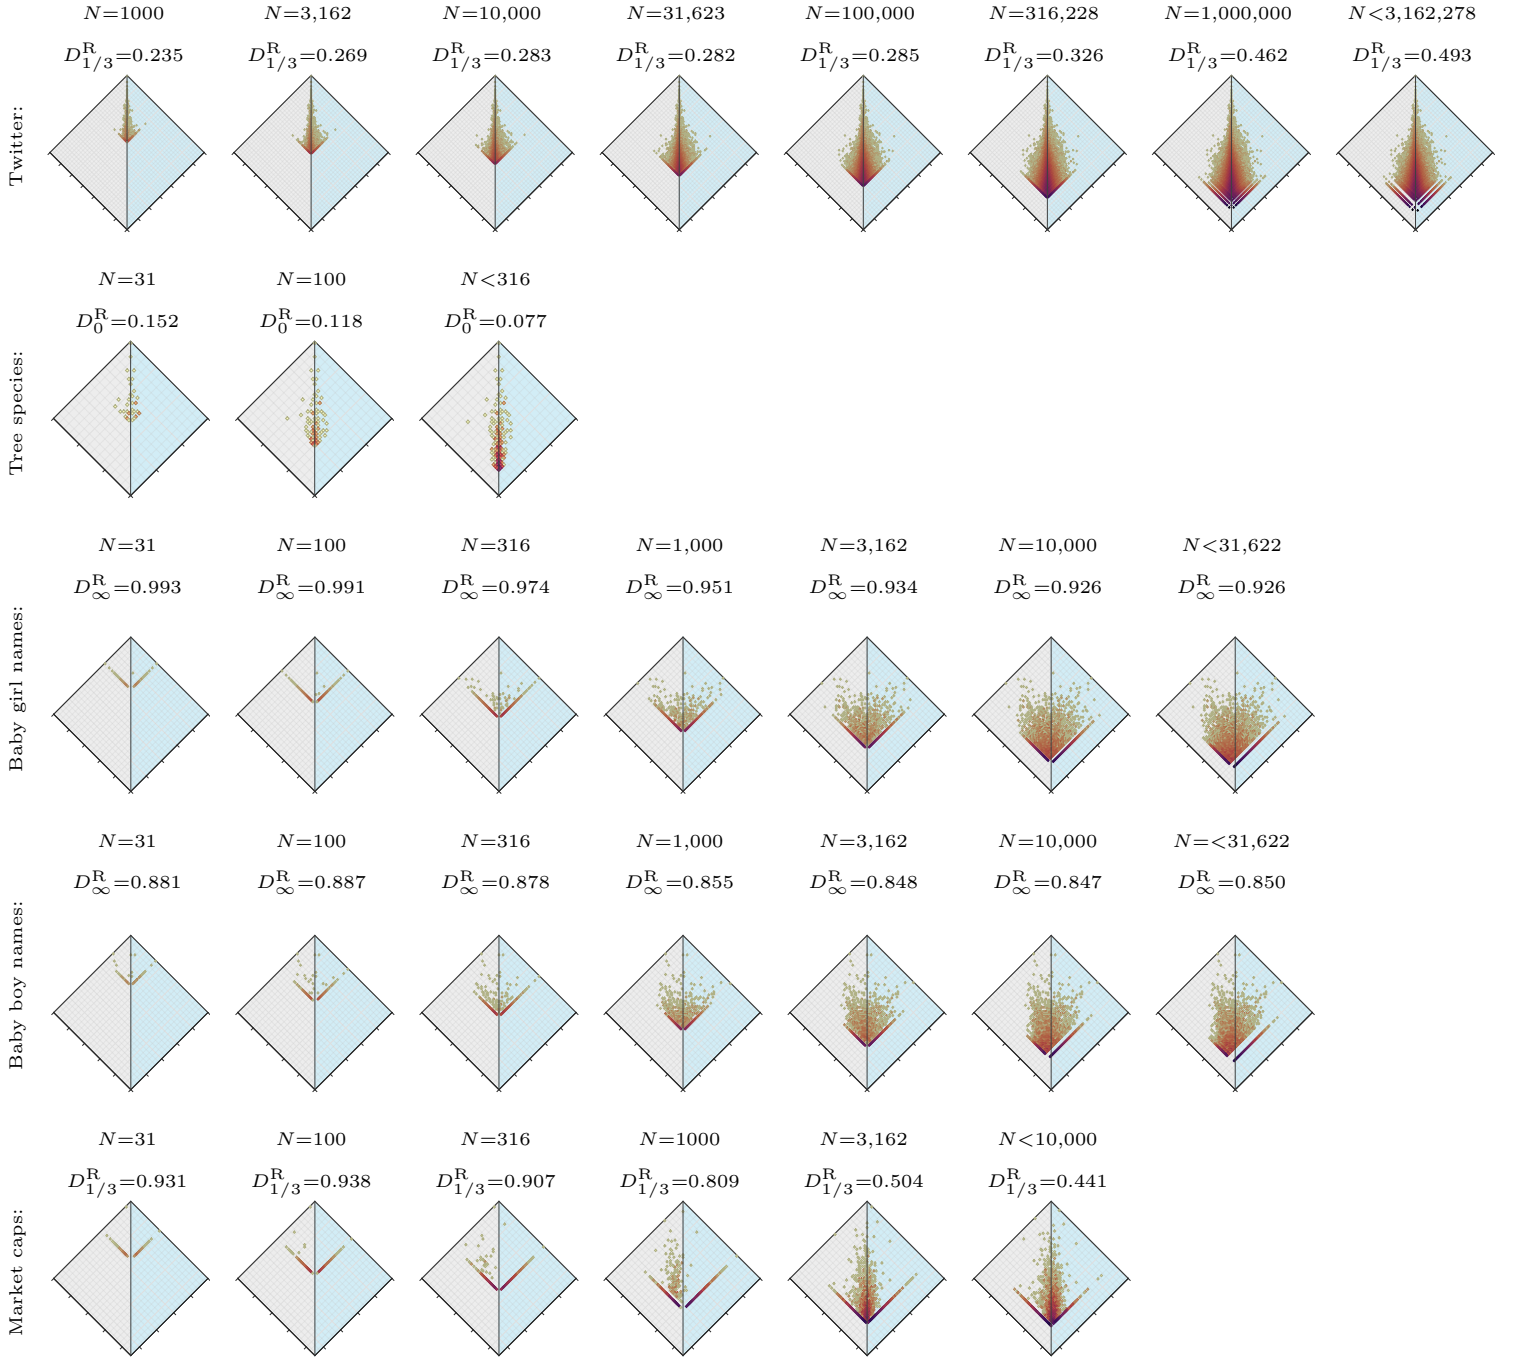 N=1000 N=3,162 N=10,000 N=31,623 N=100,000 N=316,228 N=1,000,000 N<3,162,278
D^R_{1/3}=0.235 D^R_{1/3}=0.269 D^R_{1/3}=0.283 D^R_{1/3}=0.282 D^R_{1/3}=0.285 D^R_{1/3}=0.326 D^R_{1/3}=0.462 D^R_{1/3}=0.493
Twitter:
N=31 N=100 N<316
D^R_0=0.152 D^R_0=0.118 D^R_0=0.077
Tree species:
N=31 N=100 N=316 N=1,000 N=3,162 N=10,000 N<31,622
D^R_∞=0.993 D^R_∞=0.991 D^R_∞=0.974 D^R_∞=0.951 D^R_∞=0.934 D^R_∞=0.926 D^R_∞=0.926
Baby girl names:
N=31 N=100 N=316 N=1,000 N=3,162 N=10,000 N=<31,622
D^R_∞=0.881 D^R_∞=0.887 D^R_∞=0.878 D^R_∞=0.855 D^R_∞=0.848 D^R_∞=0.847 D^R_∞=0.850
Baby boy names:
N=31 N=100 N=316 N=1000 N=3,162 N<10,000
D^R_{1/3}=0.931 D^R_{1/3}=0.938 D^R_{1/3}=0.907 D^R_{1/3}=0.809 D^R_{1/3}=0.504 D^R_{1/3}=0.441
Market caps: